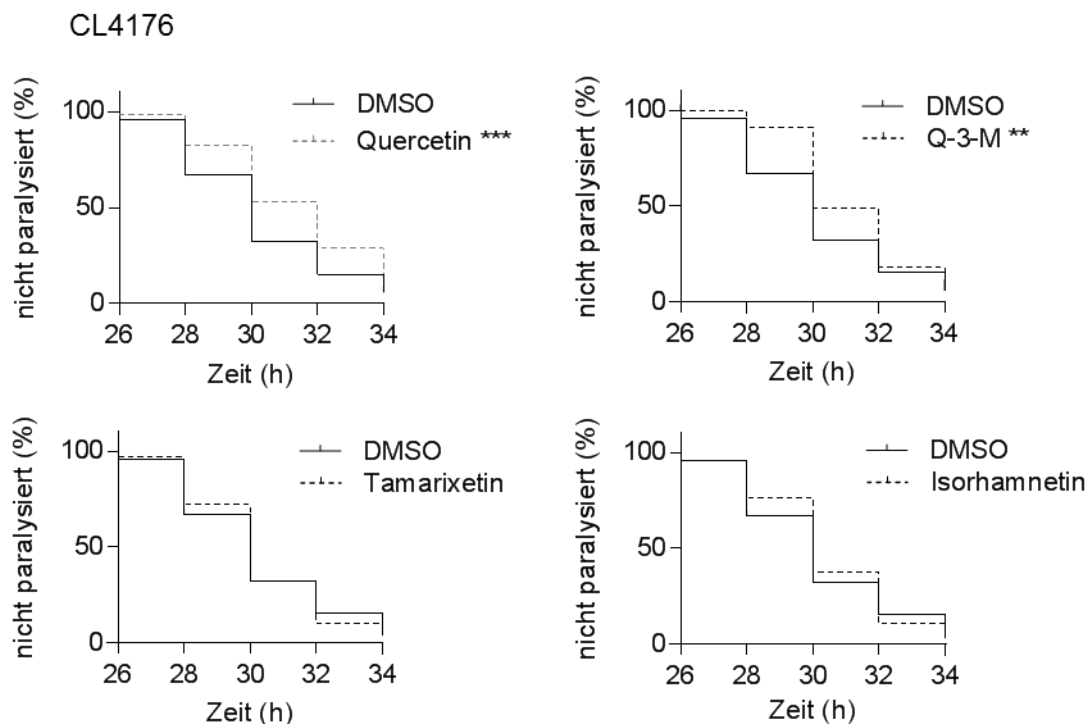 CL4176
nicht paralysiert (%)
100
50
0
DMSO
Quercetin ***
26 28 30 32 34
Zeit (h)
nicht paralysiert (%)
100
50
0
DMSO
Q-3-M **
26 28 30 32 34
Zeit (h)
nicht paralysiert (%)
100
50
0
DMSO
Tamarixetin
26 28 30 32 34
Zeit (h)
nicht paralysiert (%)
100
50
0
DMSO
Isorhamnetin
26 28 30 32 34
Zeit (h)